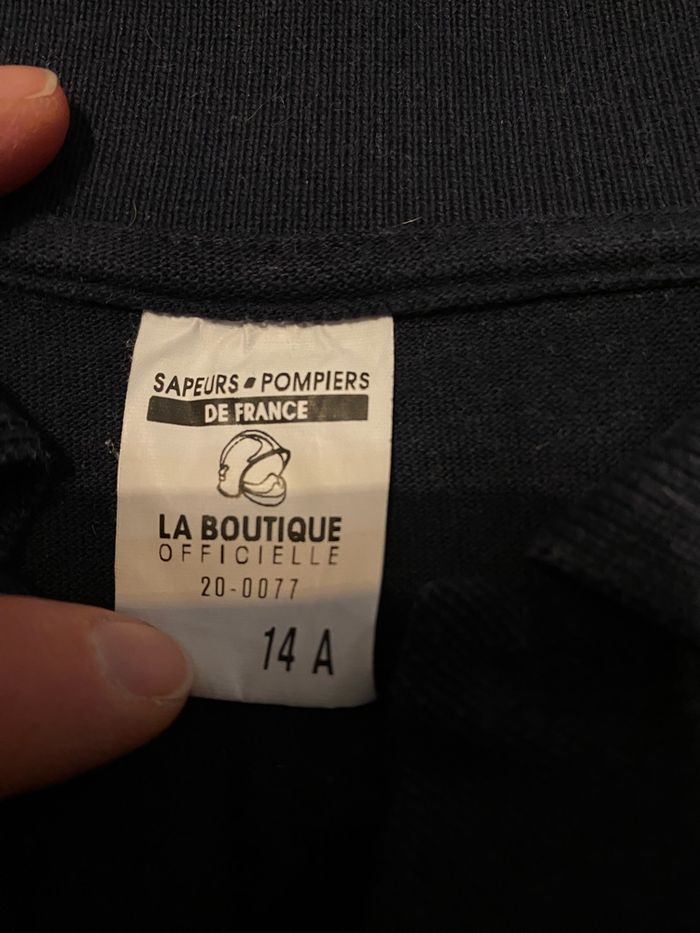 SAPEURS ▪ POMPIERS
DE FRANCE
LA BOUTIQUE
OFFICIELLE
20-0077
14 A